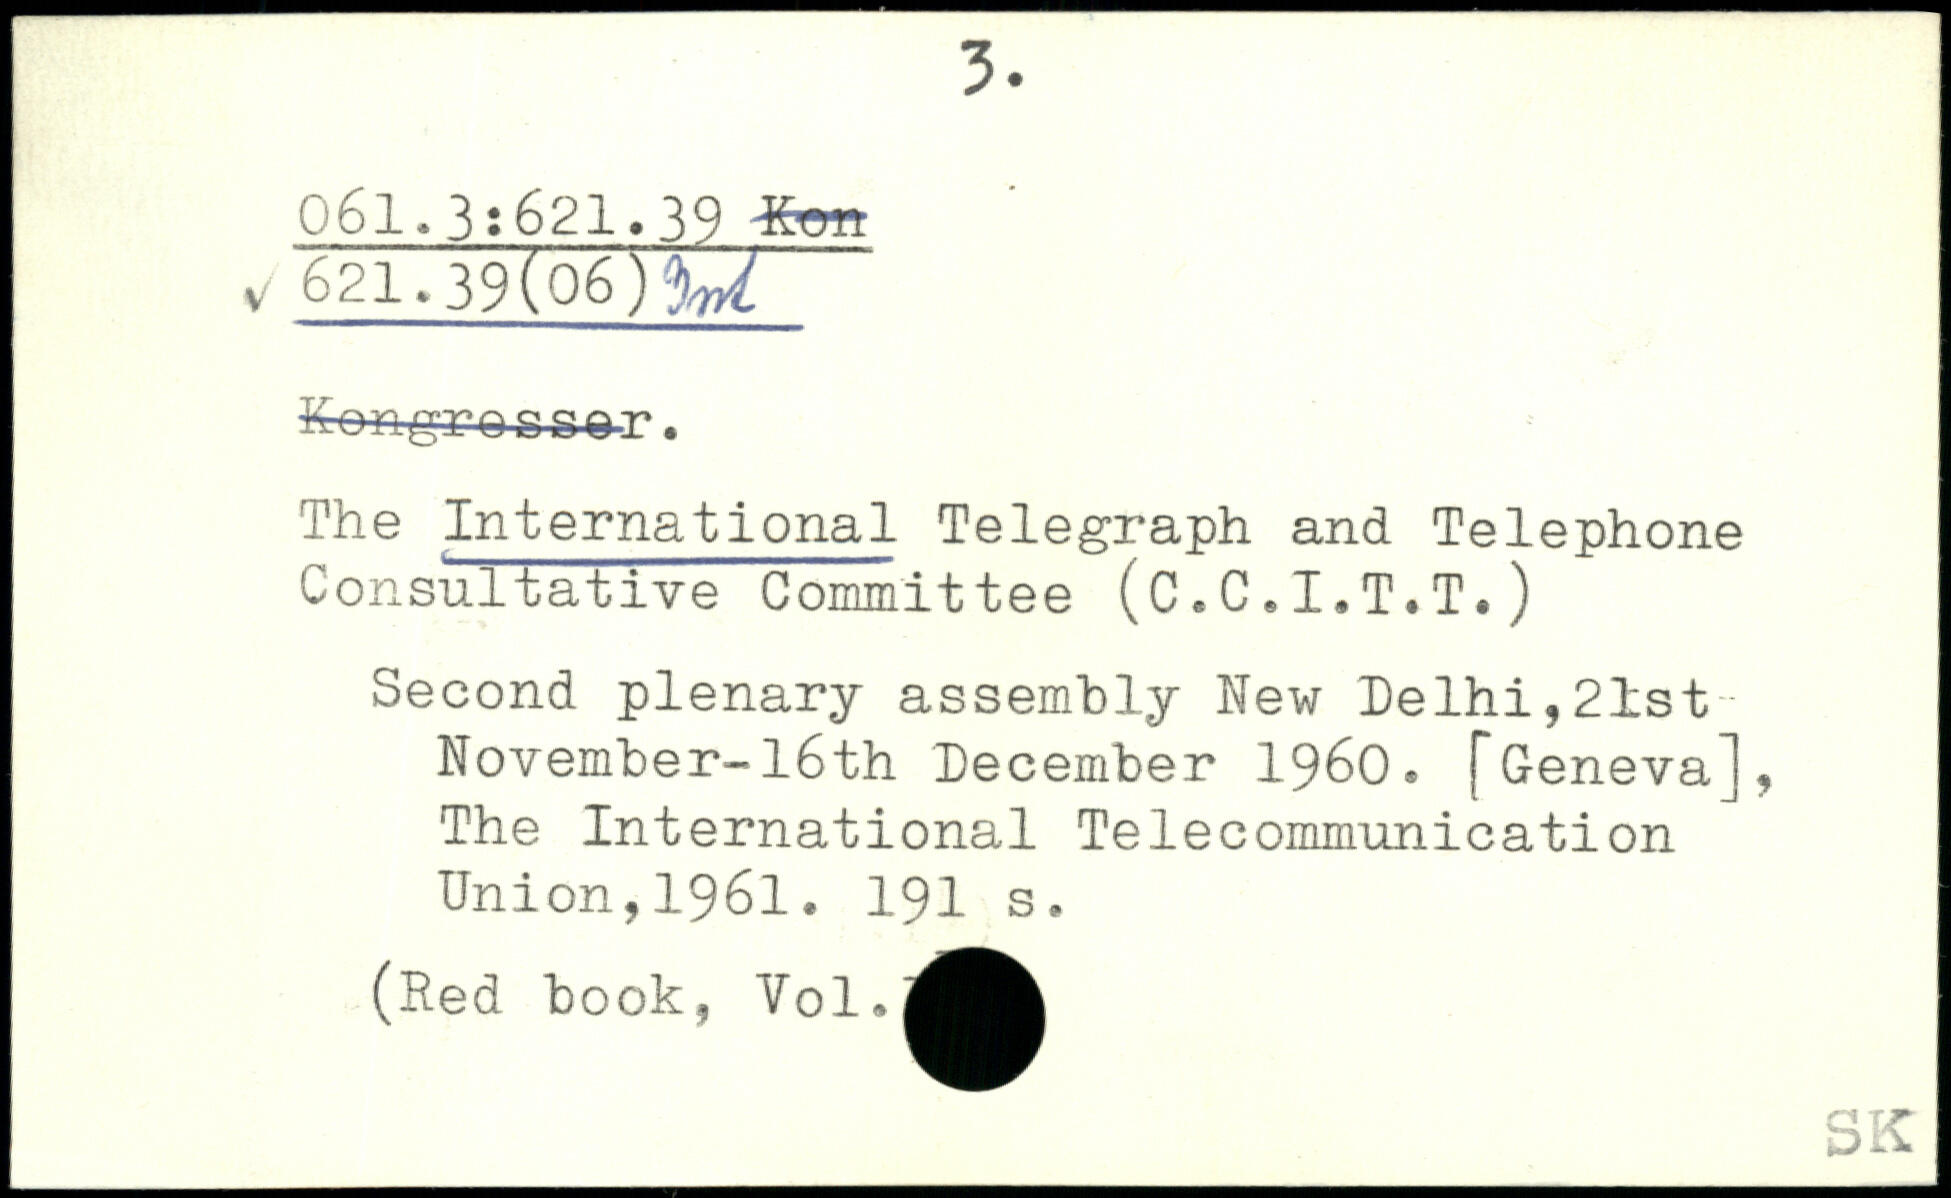 3.
061.3:621.39 Kon
✓ 621.39(06) Int
Kongresser.
The International Telegraph and Telephone
Consultative Committee (C.C.I.T.T.)
Second plenary assembly New Delhi,21st
November-16th December 1960. [Geneva],
The International Telecommunication
Union,1961. 191 s.
(Red book, Vol.
SK